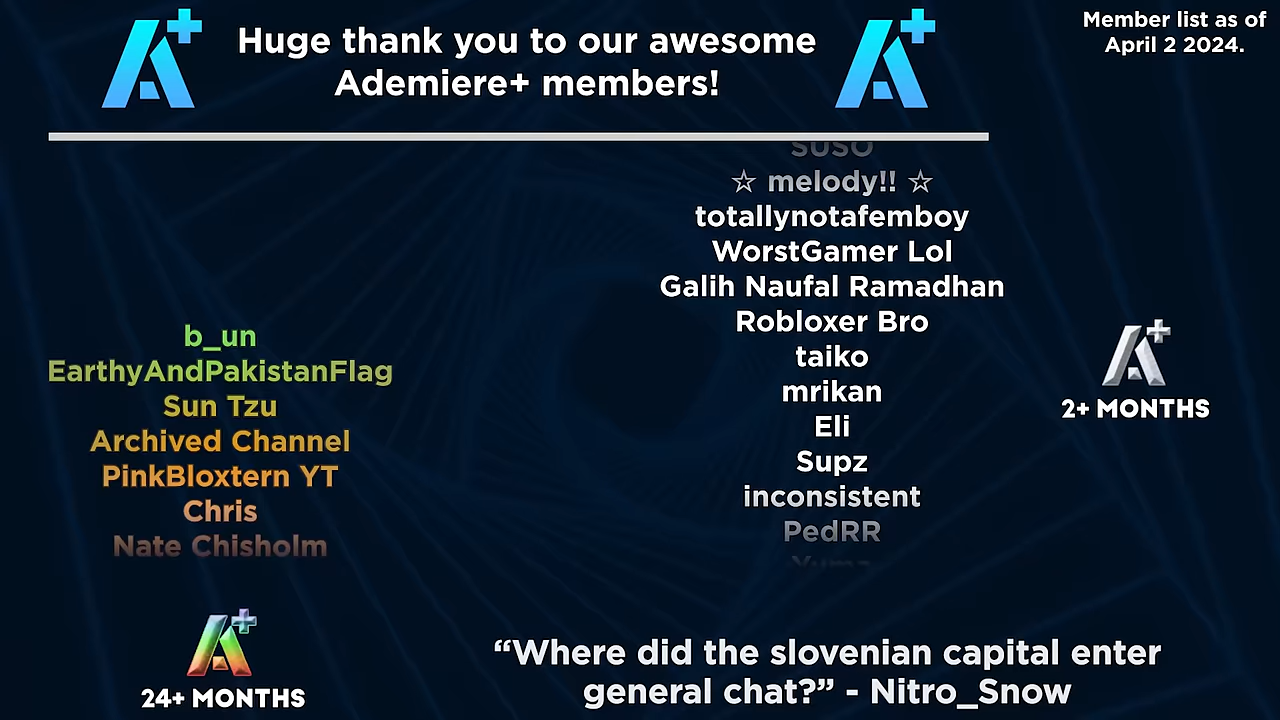 Huge thank you to our awesome
Ademiere+ members!
Member list as of
April 2 2024.
b_un
EarthyAndPakistanFlag
Sun Tzu
Archived Channel
PinkBloxtern YT
Chris
Nate Chisholm
24+ MONTHS
SUSO
☆ melody!! ☆
totallynotafemboy
WorstGamer Lol
Galih Naufal Ramadhan
Robloxer Bro
taiko
mrikan
Eli
Supz
inconsistent
PedRR
2+ MONTHS
“Where did the slovenian capital enter
general chat?” - Nitro_Snow